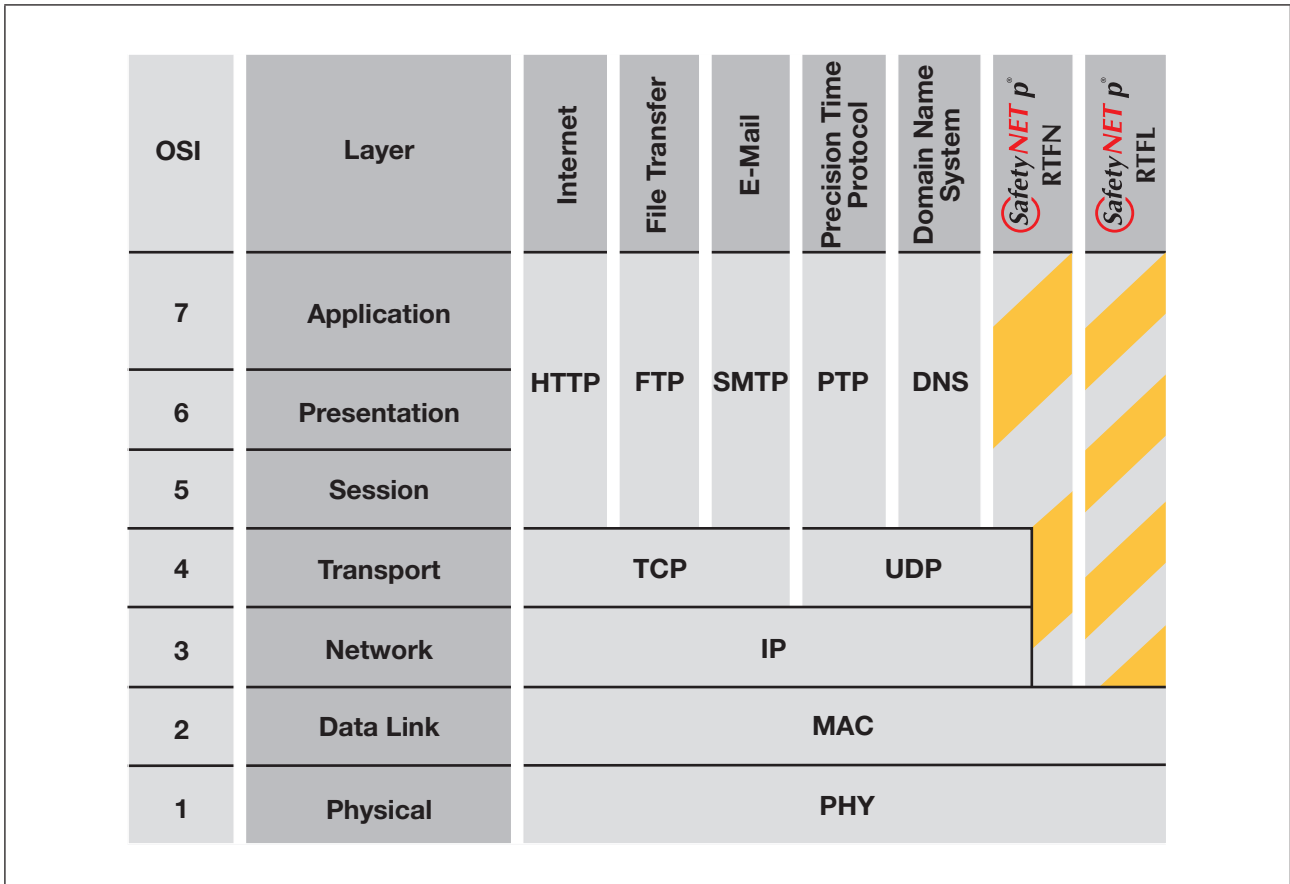 OSI
Layer
Internet
File Transfer
E-Mail
Precision Time
Protocol
Domain Name
System
SafetyNET p®
RTFN
SafetyNET p®
RTFL
7
Application
6
Presentation
5
Session
HTTP
FTP
SMTP
PTP
DNS
4
Transport
TCP
UDP
3
Network
IP
2
Data Link
MAC
1
Physical
PHY